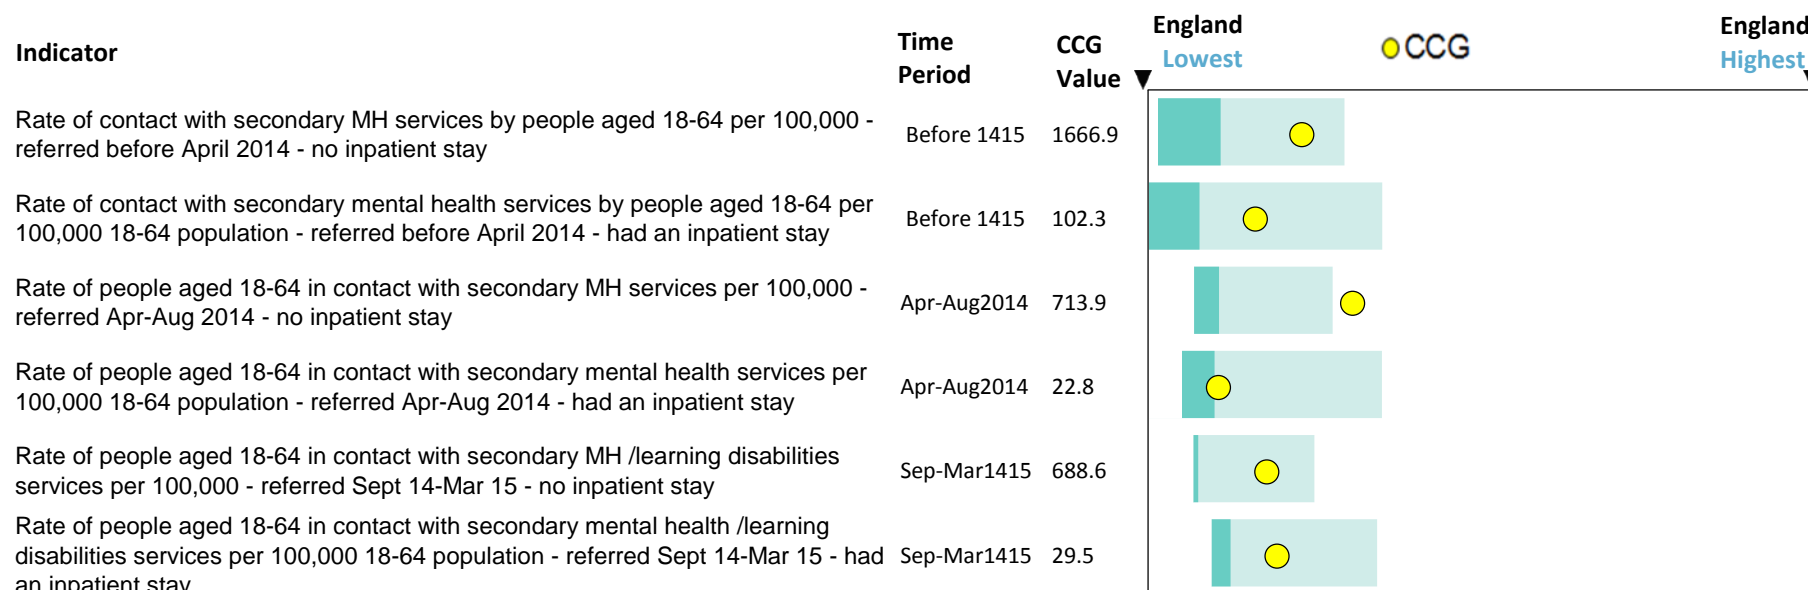 Indicator
Time Period
CCG Value
England Lowest
CCG
England Highest
Rate of contact with secondary MH services by people aged 18-64 per 100,000 -
referred before April 2014 - no inpatient stay
Before 1415 1666.9
Rate of contact with secondary mental health services by people aged 18-64 per
100,000 18-64 population - referred before April 2014 - had an inpatient stay
Before 1415 102.3
Rate of people aged 18-64 in contact with secondary MH services per 100,000 -
referred Apr-Aug 2014 - no inpatient stay
Apr-Aug2014 713.9
Rate of people aged 18-64 in contact with secondary mental health services per
100,000 18-64 population - referred Apr-Aug 2014 - had an inpatient stay
Apr-Aug2014 22.8
Rate of people aged 18-64 in contact with secondary MH /learning disabilities
services per 100,000 - referred Sept 14-Mar 15 - no inpatient stay
Sep-Mar1415 688.6
Rate of people aged 18-64 in contact with secondary mental health /learning
disabilities services per 100,000 18-64 population - referred Sept 14-Mar 15 - had
an inpatient stay
Sep-Mar1415 29.5